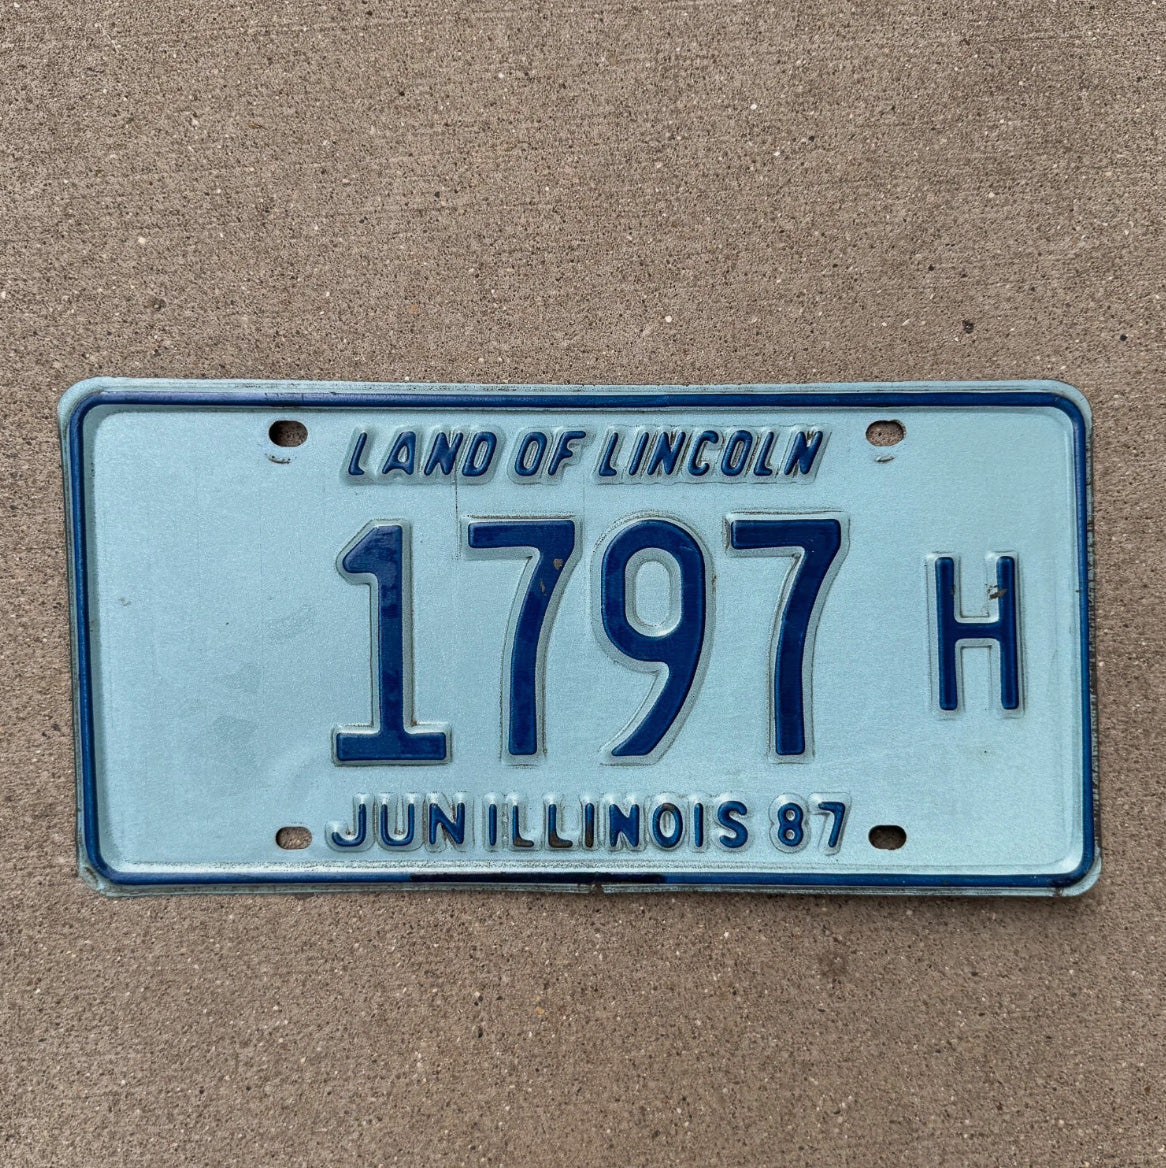 LAND OF LINCOLN
1797 H
JUN ILLINOIS 87